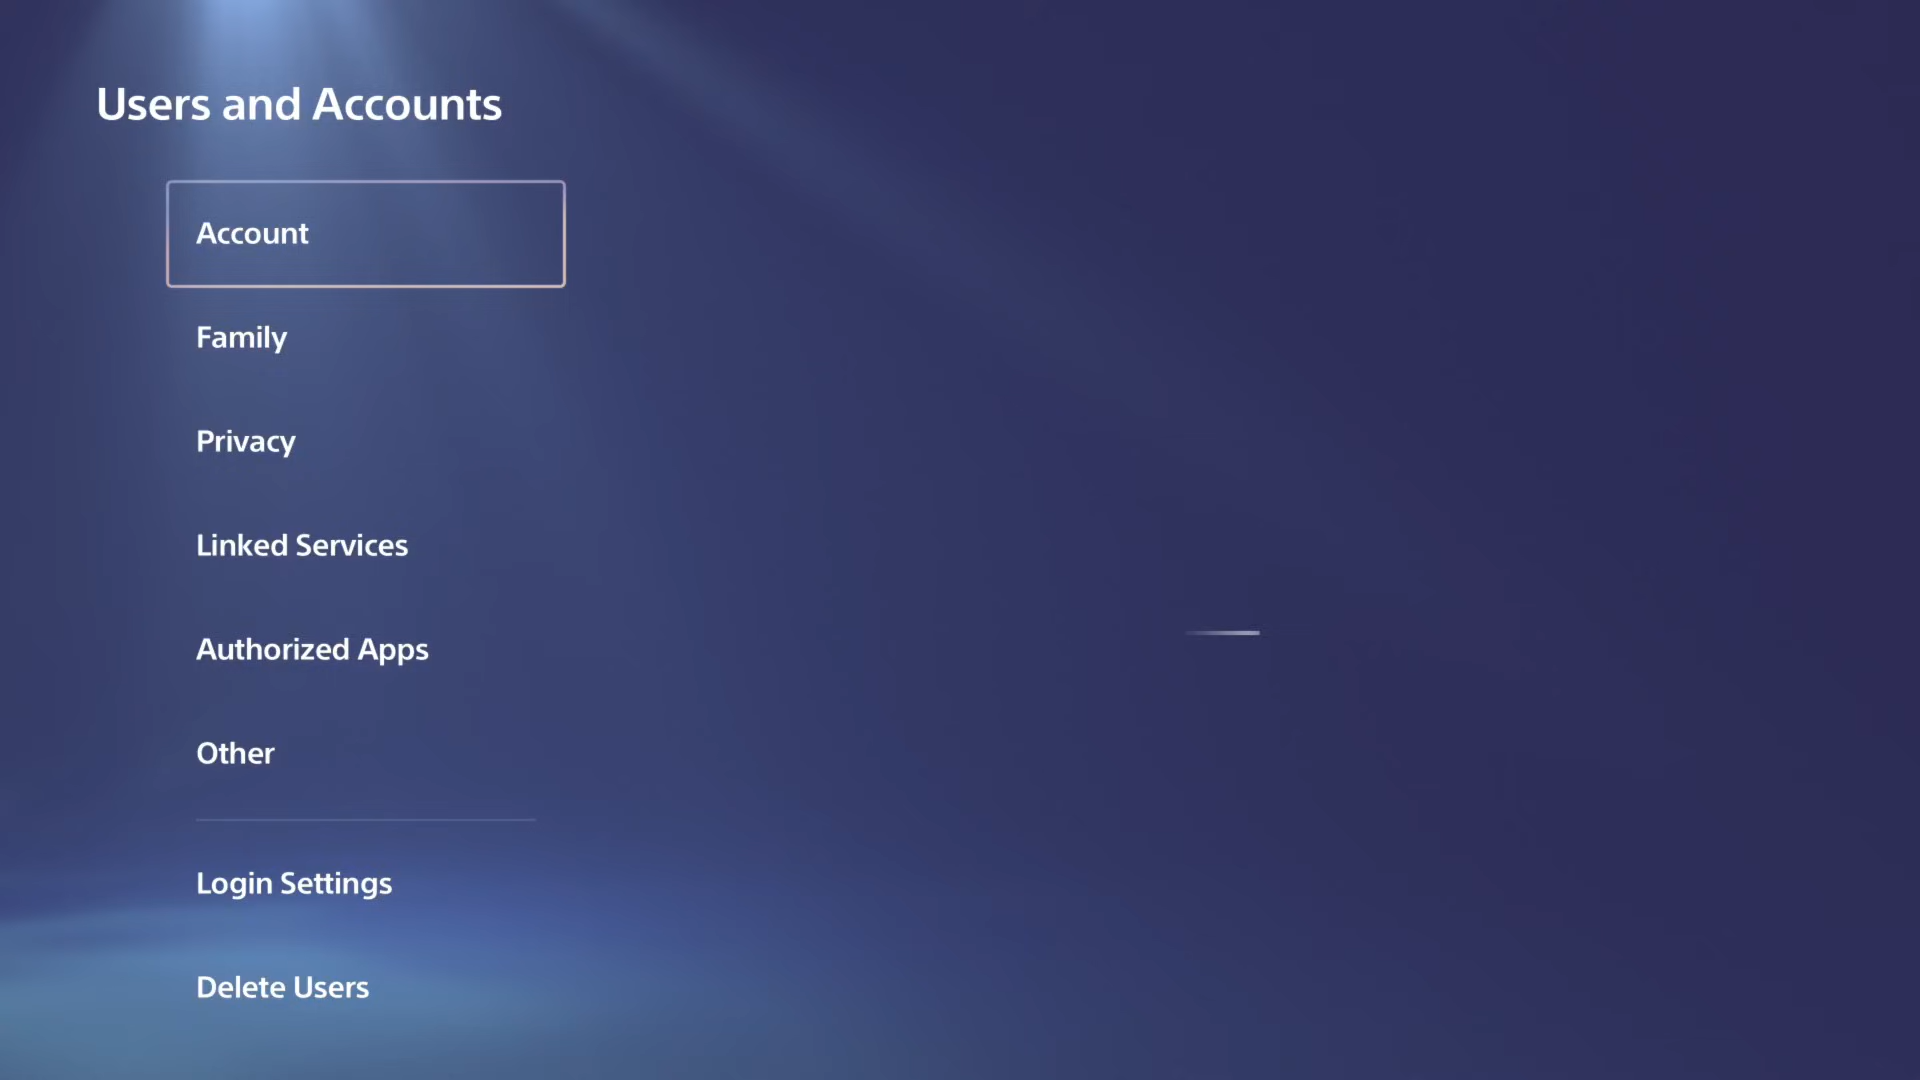 Users and Accounts
Account
Family
Privacy
Linked Services
Authorized Apps
Other
Login Settings
Delete Users